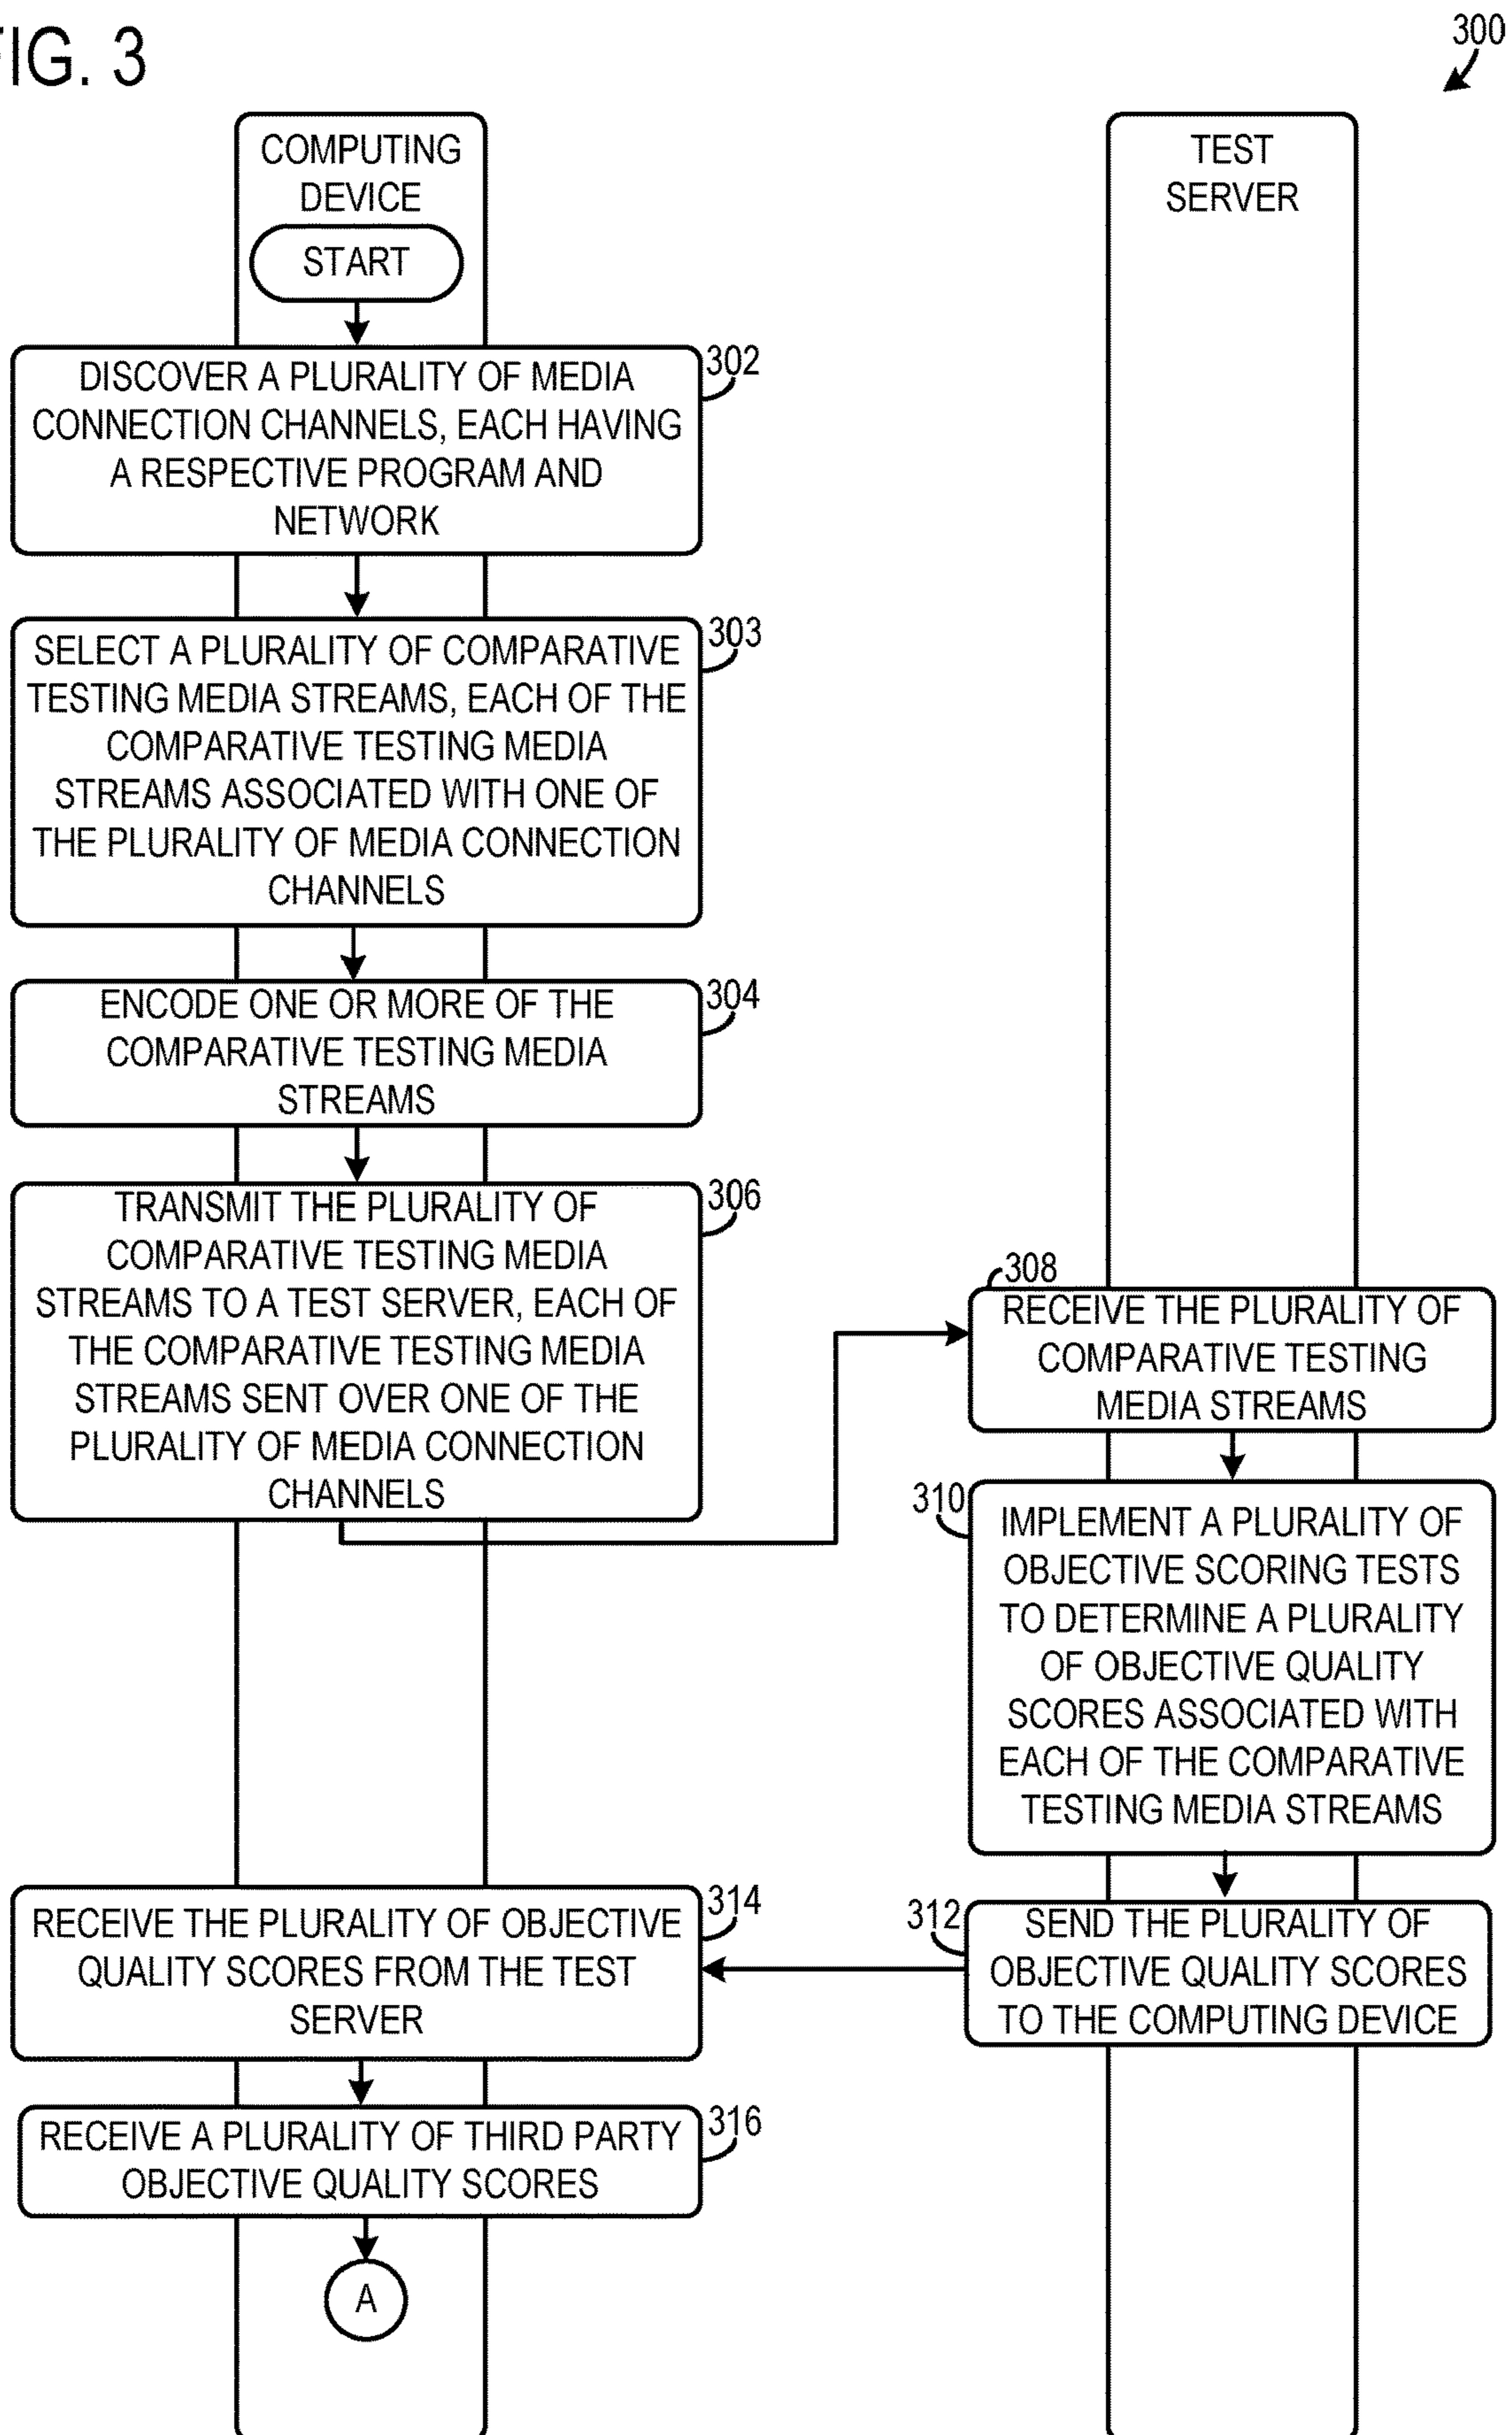 FIG. 3
300
COMPUTING
DEVICE
START
TEST
SERVER
302
DISCOVER A PLURALITY OF MEDIA
CONNECTION CHANNELS, EACH HAVING
A RESPECTIVE PROGRAM AND
NETWORK
303
SELECT A PLURALITY OF COMPARATIVE
TESTING MEDIA STREAMS, EACH OF THE
COMPARATIVE TESTING MEDIA
STREAMS ASSOCIATED WITH ONE OF
THE PLURALITY OF MEDIA CONNECTION
CHANNELS
304
ENCODE ONE OR MORE OF THE
COMPARATIVE TESTING MEDIA
STREAMS
306
TRANSMIT THE PLURALITY OF
COMPARATIVE TESTING MEDIA
STREAMS TO A TEST SERVER, EACH OF
THE COMPARATIVE TESTING MEDIA
STREAMS SENT OVER ONE OF THE
PLURALITY OF MEDIA CONNECTION
CHANNELS
308
RECEIVE THE PLURALITY OF
COMPARATIVE TESTING
MEDIA STREAMS
310
IMPLEMENT A PLURALITY OF
OBJECTIVE SCORING TESTS
TO DETERMINE A PLURALITY
OF OBJECTIVE QUALITY
SCORES ASSOCIATED WITH
EACH OF THE COMPARATIVE
TESTING MEDIA STREAMS
312
SEND THE PLURALITY OF
OBJECTIVE QUALITY SCORES
TO THE COMPUTING DEVICE
314
RECEIVE THE PLURALITY OF OBJECTIVE
QUALITY SCORES FROM THE TEST
SERVER
316
RECEIVE A PLURALITY OF THIRD PARTY
OBJECTIVE QUALITY SCORES
A